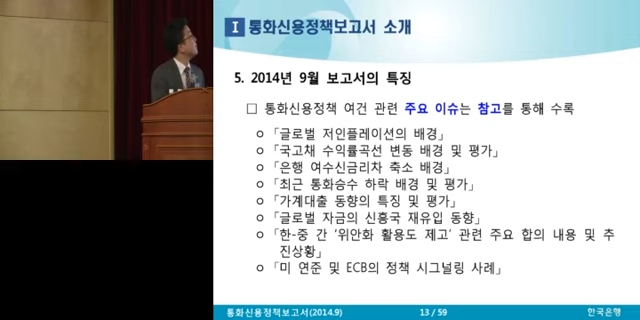 I 통화신용정책보고서 소개
5. 2014년 9월 보고서의 특징
□ 통화신용정책 여건 관련 주요 이슈는 참고를 통해 수록
○ 「글로벌 저인플레이션의 배경」
○ 「국고채 수익률곡선 변동 배경 및 평가」
○ 「은행 여수신금리차 축소 배경」
○ 「최근 통화승수 하락 배경 및 평가」
○ 「가계대출 동향의 특징 및 평가」
○ 「글로벌 자금의 신흥국 재유입 동향」
○ 「한-중 간 '위안화 활용도 제고' 관련 주요 합의 내용 및 추
진상황」
○ 「미 연준 및 ECB의 정책 시그널링 사례」
통화신용정책보고서(2014.9) 13 / 59 한국은행